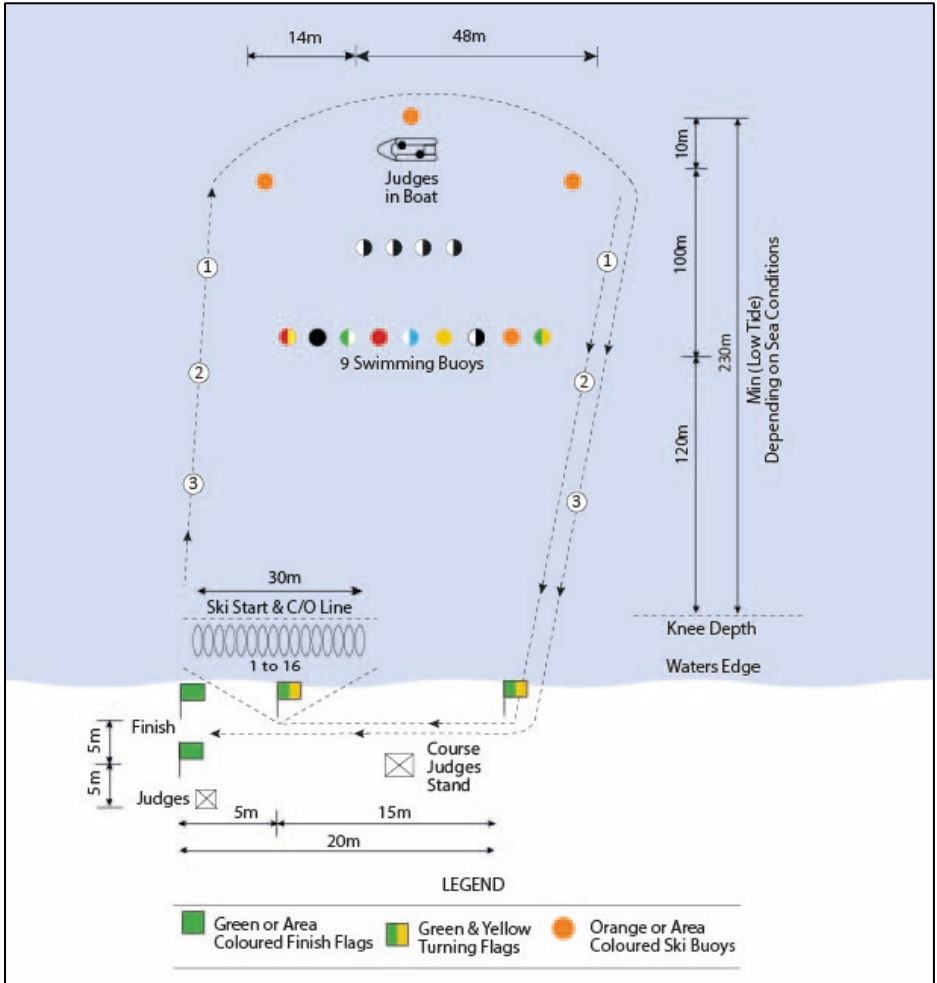 14m
48m
10m
Judges
in Boat
1
1
100m
230m
Min (Low Tide)
Depending on Sea Conditions
9 Swimming Buoys
2
2
120m
3
3
30m
Ski Start & C/O Line
1 to 16
Knee Depth
Waters Edge
Finish
5m
5m
Course
Judges
Stand
Judges
5m
15m
20m
LEGEND
Green or Area
Coloured Finish Flags
Green & Yellow
Turning Flags
Orange or Area
Coloured Ski Buoys